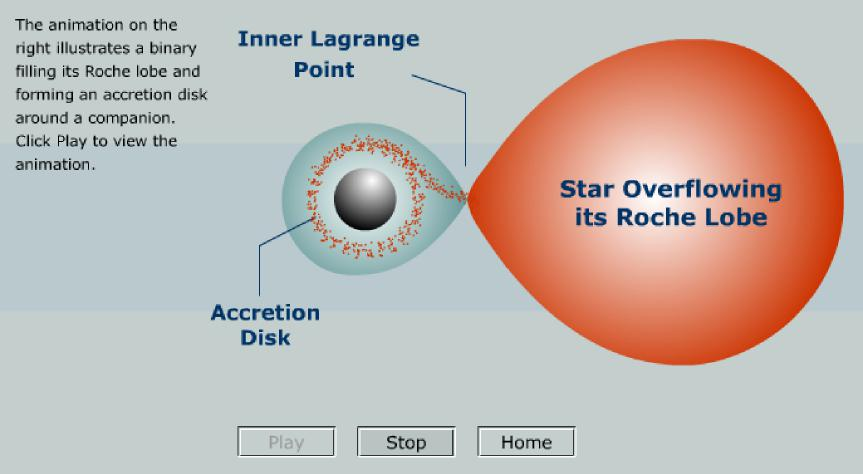 The animation on the
right illustrates a binary
filling its Roche lobe and
forming an accretion disk
around a companion.
Click Play to view the
animation.
Inner Lagrange
Point
Star Overflowing
its Roche Lobe
Accretion
Disk
Play
Stop
Home